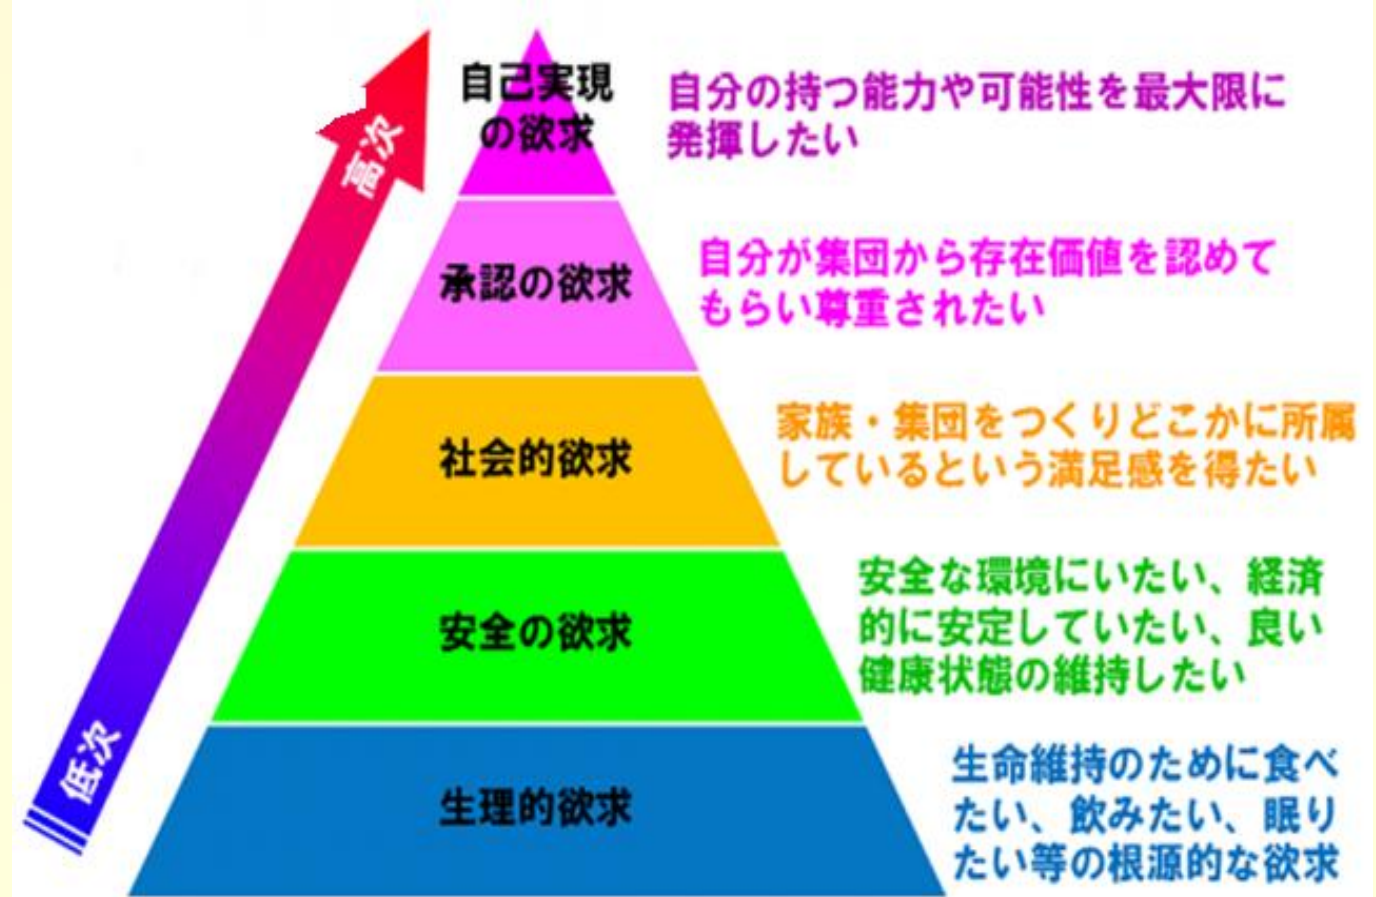 高次
低次
自己実現
の欲求
自分の持つ能力や可能性を最大限に
発揮したい
承認の欲求
自分が集団から存在価値を認めて
もらい尊重されたい
社会的欲求
家族・集団をつくりどこかに所属
しているという満足感を得たい
安全の欲求
安全な環境にいたい、経済
的に安定していたい、良い
健康状態の維持したい
生理的欲求
生命維持のために食べ
たい、飲みたい、眠り
たい等の根源的な欲求